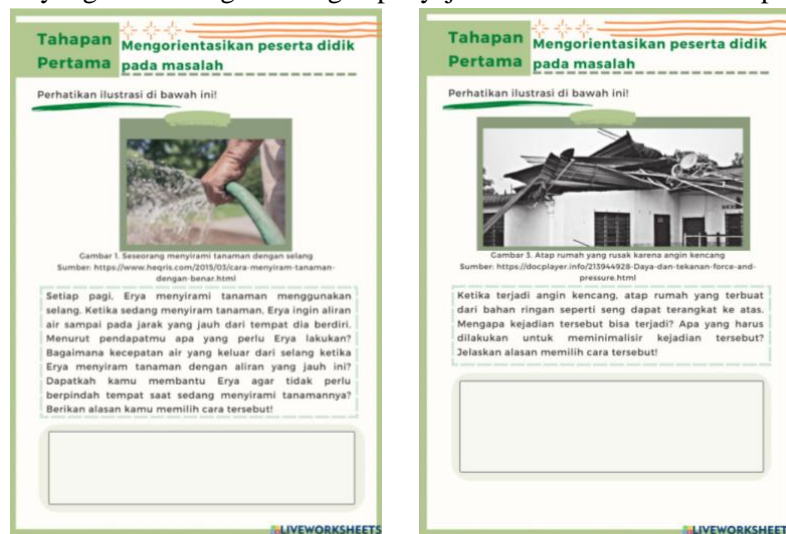 Tahapan
Pertama
Mengorientasikan peserta didik
pada masalah
Perhatikan ilustrasi di bawah ini!
Gambar 1. Seseorang menyirami tanaman dengan selang
Sumber: https://www.heqris.com/2015/03/cara-menyiram-tanaman-
dengan-benar.html
Setiap pagi, Erya menyirami tanaman menggunakan
selang. Ketika sedang menyiram tanaman, Erya ingin aliran
air sampai pada jarak yang jauh dari tempat dia berdiri.
Menurut pendapatmu apa yang perlu Erya lakukan?
Bagaimana kecepatan air yang keluar dari selang ketika
Erya menyiram tanaman dengan aliran yang jauh ini?
Dapatkah kamu membantu Erya agar tidak perlu
berpindah tempat saat sedang menyirami tanamannya?
Berikan alasan kamu memilih cara tersebut!
LIVEWORKSHEETS
Tahapan
Pertama
Mengorientasikan peserta didik
pada masalah
Perhatikan ilustrasi di bawah ini!
Gambar 3. Atap rumah yang rusak karena angin kencang
Sumber: https://docplayer.info/213944928-Daya-dan-tekanan-force-and-
pressure.html
Ketika terjadi angin kencang, atap rumah yang terbuat
dari bahan ringan seperti seng dapat terangkat ke atas.
Mengapa kejadian tersebut bisa terjadi? Apa yang harus
dilakukan untuk meminimalisir kejadian tersebut?
Jelaskan alasan memilih cara tersebut!
LIVEWORKSHEETS